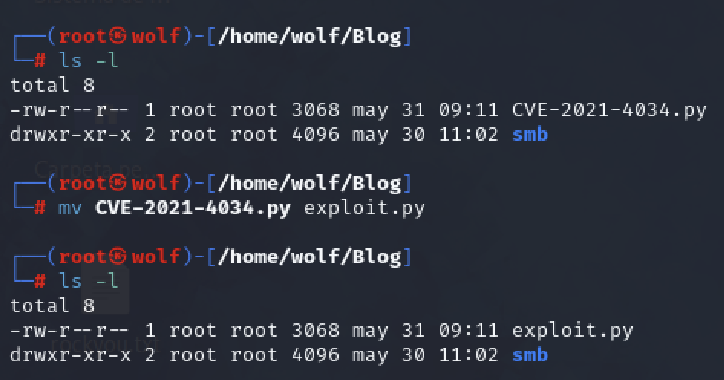 ┌──(root㉿wolf)-[/home/wolf/Blog]
└─# ls -l
total 8
-rw-r--r-- 1 root root 3068 may 31 09:11 CVE-2021-4034.py
drwxr-xr-x 2 root root 4096 may 30 11:02 smb
┌──(root㉿wolf)-[/home/wolf/Blog]
└─# mv CVE-2021-4034.py exploit.py
┌──(root㉿wolf)-[/home/wolf/Blog]
└─# ls -l
total 8
-rw-r--r-- 1 root root 3068 may 31 09:11 exploit.py
drwxr-xr-x 2 root root 4096 may 30 11:02 smb